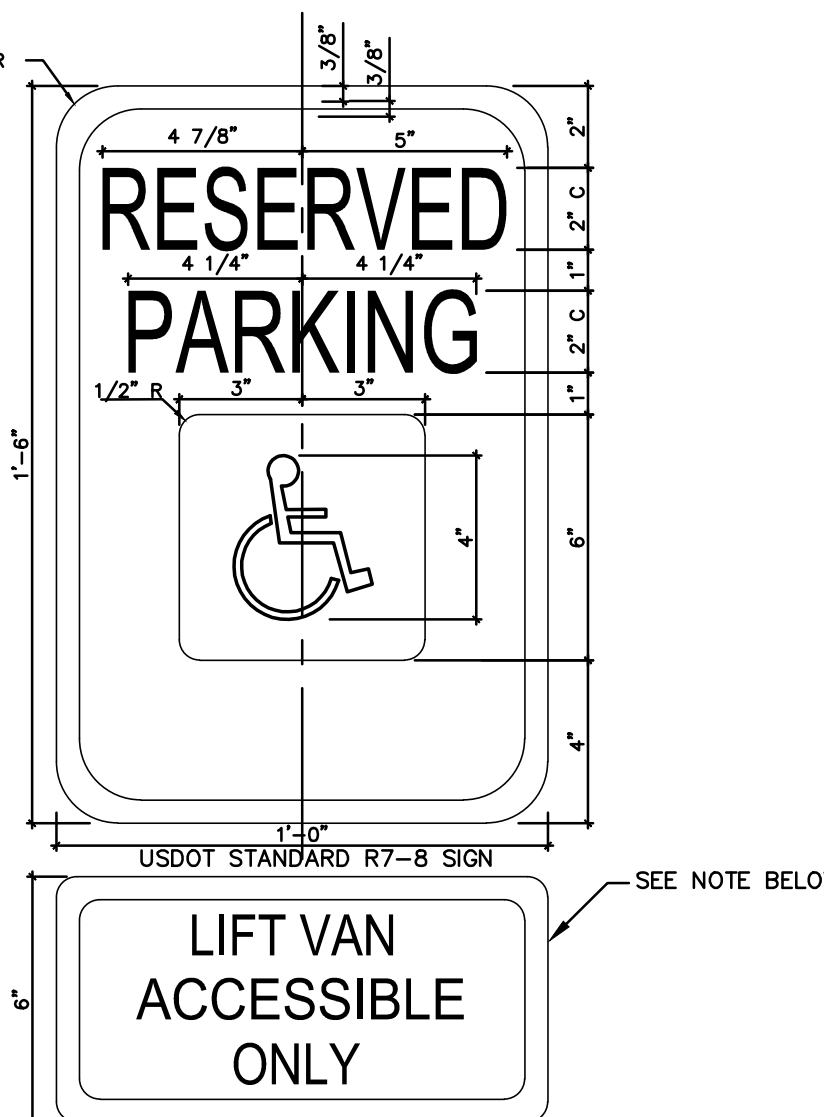 R
3/8"
3/8"
4 7/8" 5"
2"
RESERVED
2" C
4 1/4" 4 1/4"
1"
PARKING
2" C
1/2" R 3" 3"
1"
1'-6"
4"
6"
4"
1'-0"
USDOT STANDARD R7-8 SIGN
SEE NOTE
LIFT VAN
ACCESSIBLE
ONLY
6"